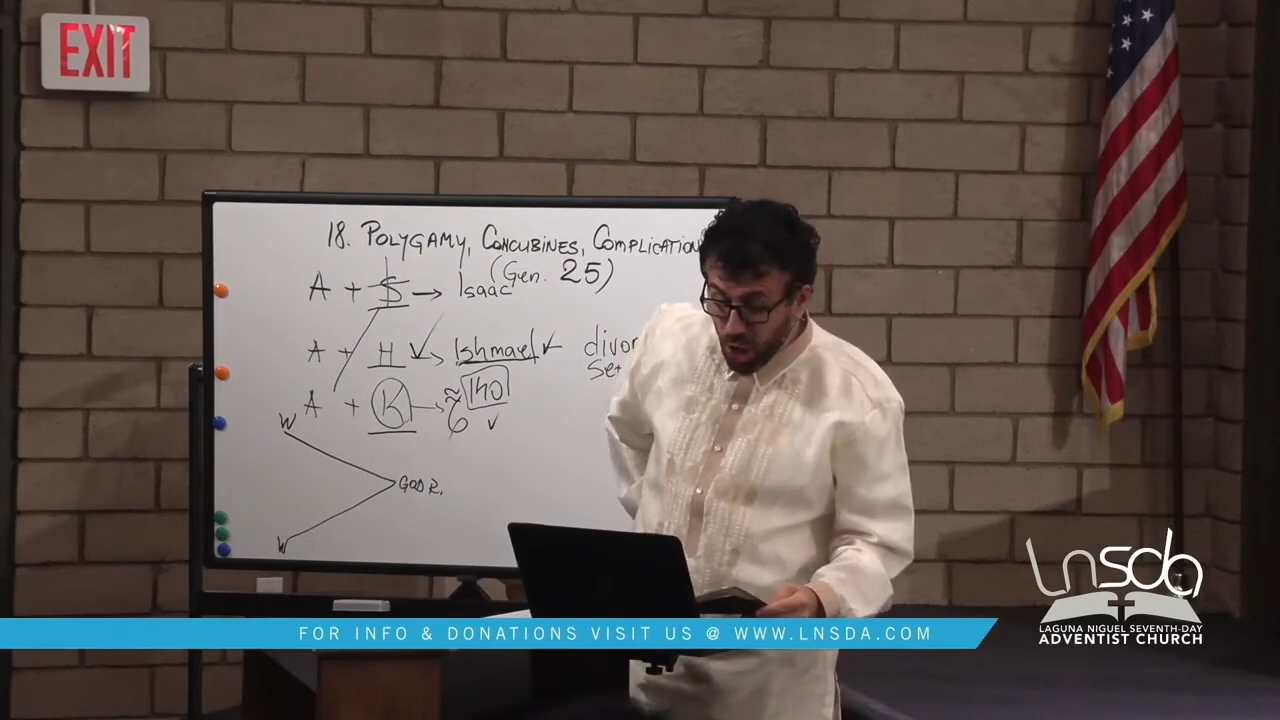 EXIT
18. POLYGAMY, CONCUBINES, COMPLICATION
(Gen. 25)
A + S → Isaac
A + H ✓ → Ishmael ✓ divor
Set
A + K → ≈ 140
6 ✓
W
GOD R.
W
LNSDA
LAGUNA NIGUEL SEVENTH-DAY
ADVENTIST CHURCH
FOR INFO & DONATIONS VISIT US @ WWW.LNSDA.COM